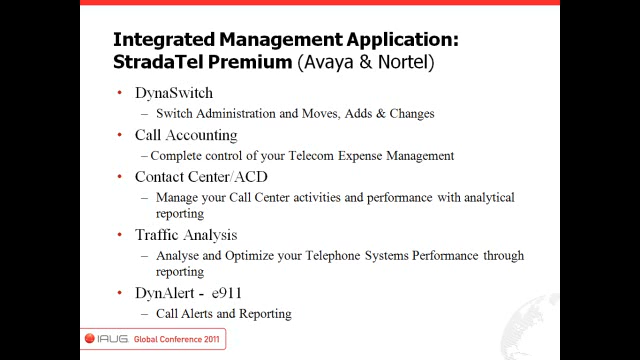 Integrated Management Application:
StradaTel Premium (Avaya & Nortel)
• DynaSwitch
– Switch Administration and Moves, Adds & Changes
• Call Accounting
– Complete control of your Telecom Expense Management
• Contact Center/ACD
– Manage your Call Center activities and performance with analytical
reporting
• Traffic Analysis
– Analyse and Optimize your Telephone Systems Performance through
reporting
• DynAlert - e911
– Call Alerts and Reporting
IAUG Global Conference 2011